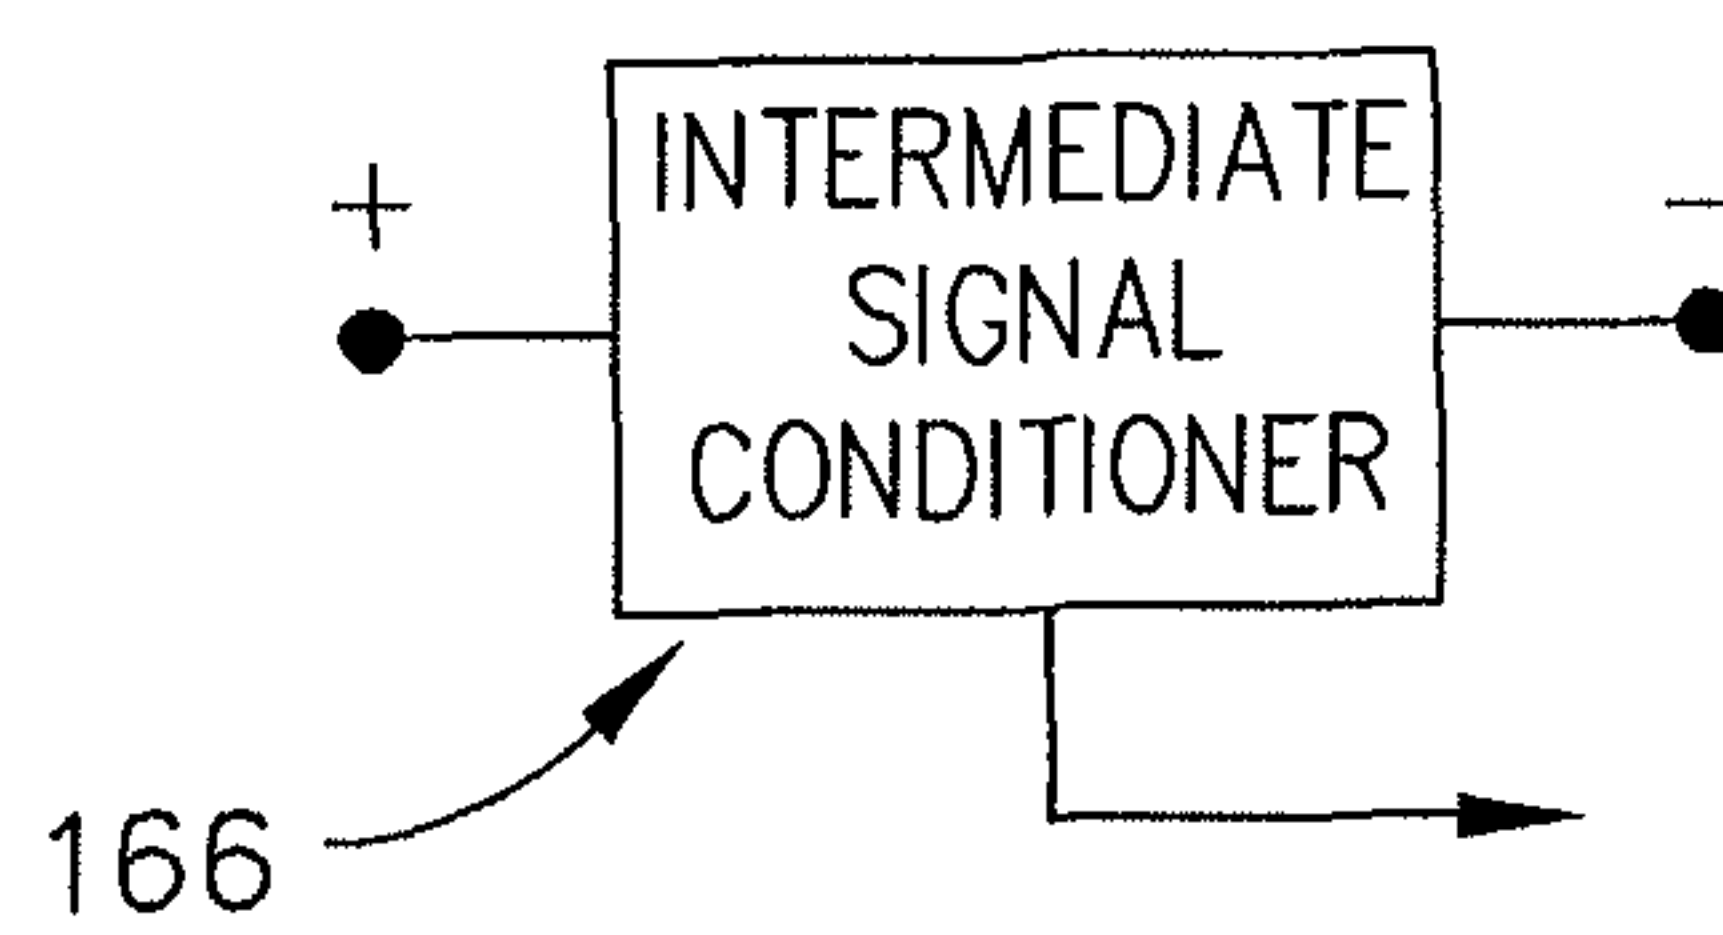 INTERMEDIATE
+
−
SIGNAL
CONDITIONER
166